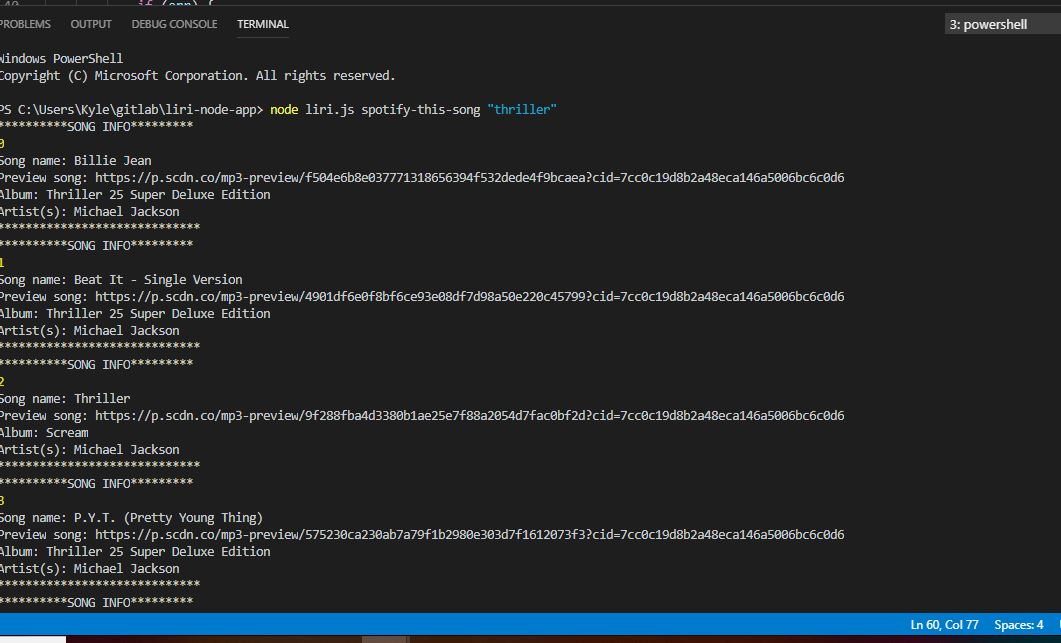 if (app) {
PROBLEMS OUTPUT DEBUG CONSOLE TERMINAL 3: powershell
Windows PowerShell
Copyright (C) Microsoft Corporation. All rights reserved.
PS C:\Users\Kyle\gitlab\liri-node-app> node liri.js spotify-this-song "thriller"
**********SONG INFO*********
0
Song name: Billie Jean
Preview song: https://p.scdn.co/mp3-preview/f504e6b8e037771318656394f532dede4f9bcaea?cid=7cc0c19d8b2a48eca146a5006bc6c0d6
Album: Thriller 25 Super Deluxe Edition
Artist(s): Michael Jackson
*****************************
**********SONG INFO*********
1
Song name: Beat It - Single Version
Preview song: https://p.scdn.co/mp3-preview/4901df6e0f8bf6ce93e08df7d98a50e220c45799?cid=7cc0c19d8b2a48eca146a5006bc6c0d6
Album: Thriller 25 Super Deluxe Edition
Artist(s): Michael Jackson
*****************************
**********SONG INFO*********
2
Song name: Thriller
Preview song: https://p.scdn.co/mp3-preview/9f288fba4d3380b1ae25e7f88a2054d7fac0bf2d?cid=7cc0c19d8b2a48eca146a5006bc6c0d6
Album: Scream
Artist(s): Michael Jackson
*****************************
**********SONG INFO*********
3
Song name: P.Y.T. (Pretty Young Thing)
Preview song: https://p.scdn.co/mp3-preview/575230ca230ab7a79f1b2980e303d7f1612073f3?cid=7cc0c19d8b2a48eca146a5006bc6c0d6
Album: Thriller 25 Super Deluxe Edition
Artist(s): Michael Jackson
*****************************
**********SONG INFO*********
Ln 60, Col 77 Spaces: 4